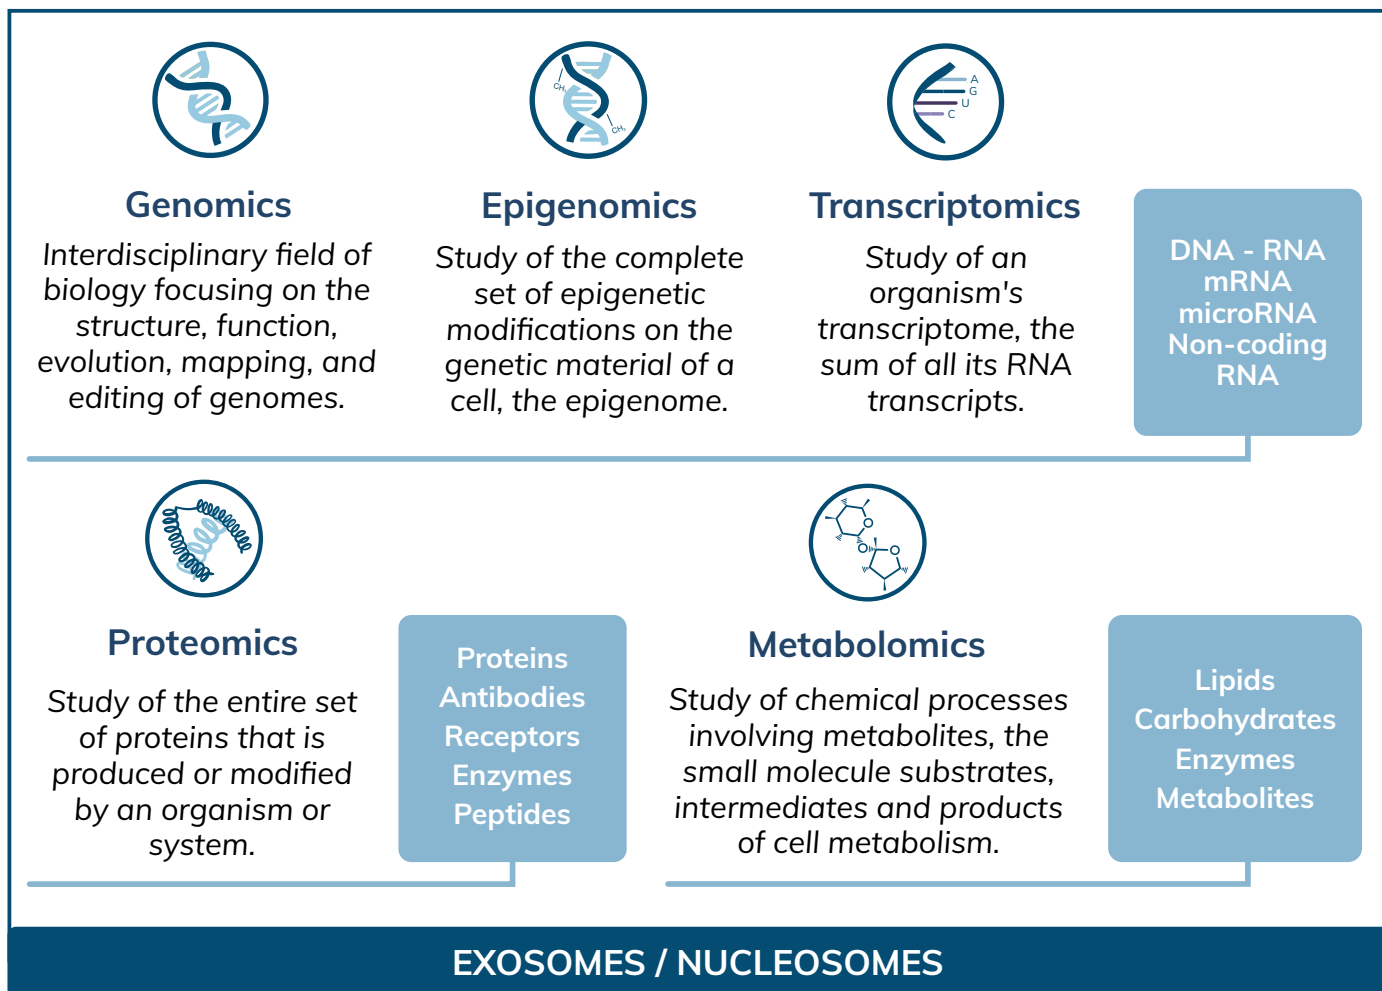 CH₃
CH₃
A
G
U
C
Genomics
Interdisciplinary field of
biology focusing on the
structure, function,
evolution, mapping, and
editing of genomes.
Epigenomics
Study of the complete
set of epigenetic
modifications on the
genetic material of a
cell, the epigenome.
Transcriptomics
Study of an
organism's
transcriptome, the
sum of all its RNA
transcripts.
DNA - RNA
mRNA
microRNA
Non-coding
RNA
O
O
O
Proteomics
Study of the entire set
of proteins that is
produced or modified
by an organism or
system.
Proteins
Antibodies
Receptors
Enzymes
Peptides
Metabolomics
Study of chemical processes
involving metabolites, the
small molecule substrates,
intermediates and products
of cell metabolism.
Lipids
Carbohydrates
Enzymes
Metabolites
EXOSOMES / NUCLEOSOMES